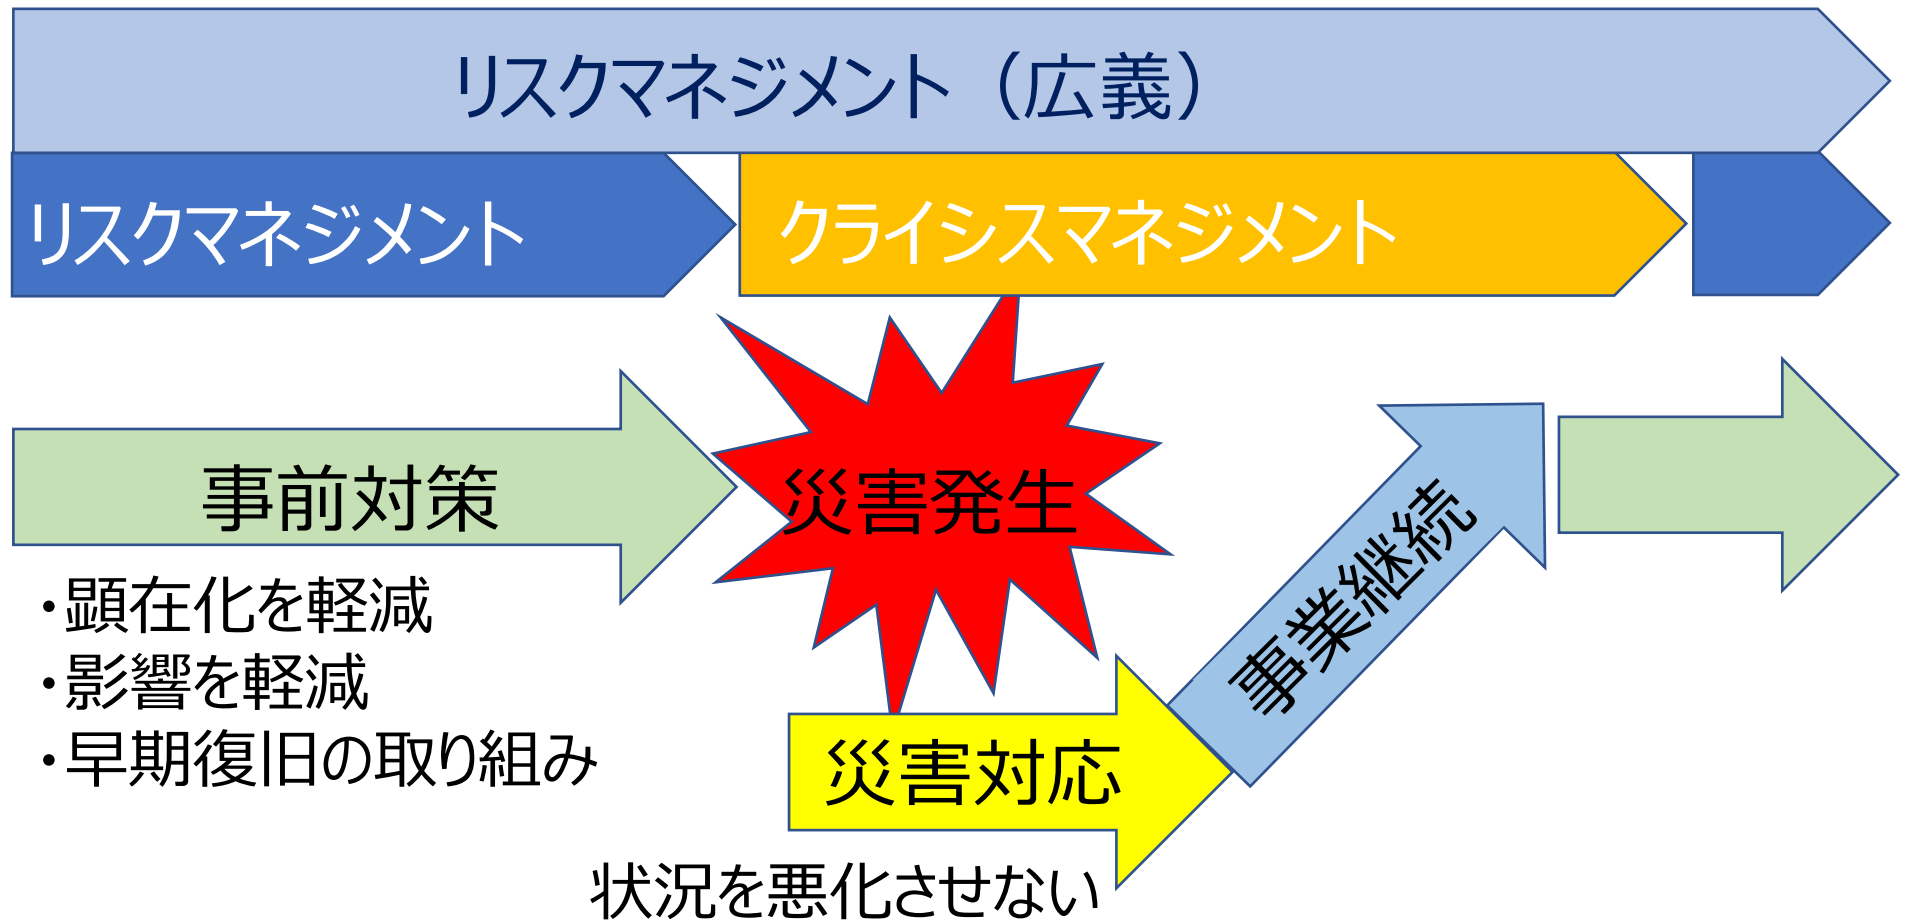 リスクマネジメント（広義）
リスクマネジメント
クライシスマネジメント
事前対策
災害発生
・顕在化を軽減
・影響を軽減
・早期復旧の取り組み
事業継続
災害対応
状況を悪化させない